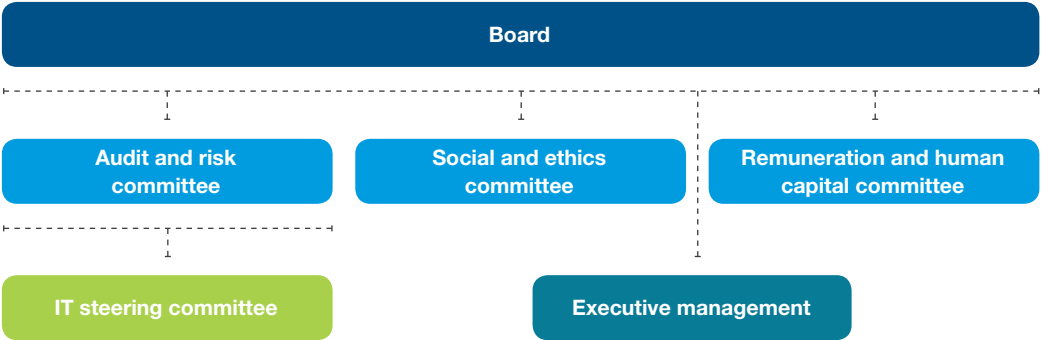 Board
Audit and risk
committee
Social and ethics
committee
Remuneration and human
capital committee
IT steering committee
Executive management